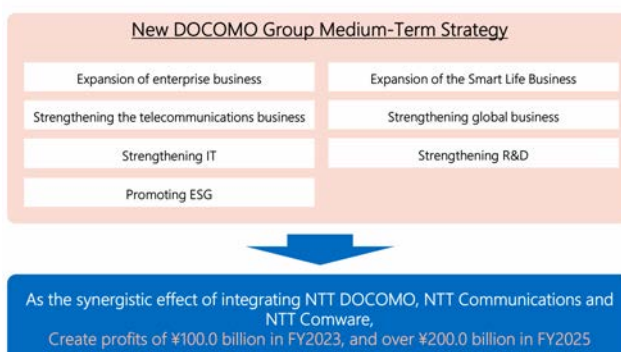 New DOCOMO Group Medium-Term Strategy
Expansion of enterprise business
Expansion of the Smart Life Business
Strengthening the telecommunications business
Strengthening global business
Strengthening IT
Strengthening R&D
Promoting ESG
As the synergistic effect of integrating NTT DOCOMO, NTT Communications and
NTT Comware,
Create profits of ¥100.0 billion in FY2023, and over ¥200.0 billion in FY2025